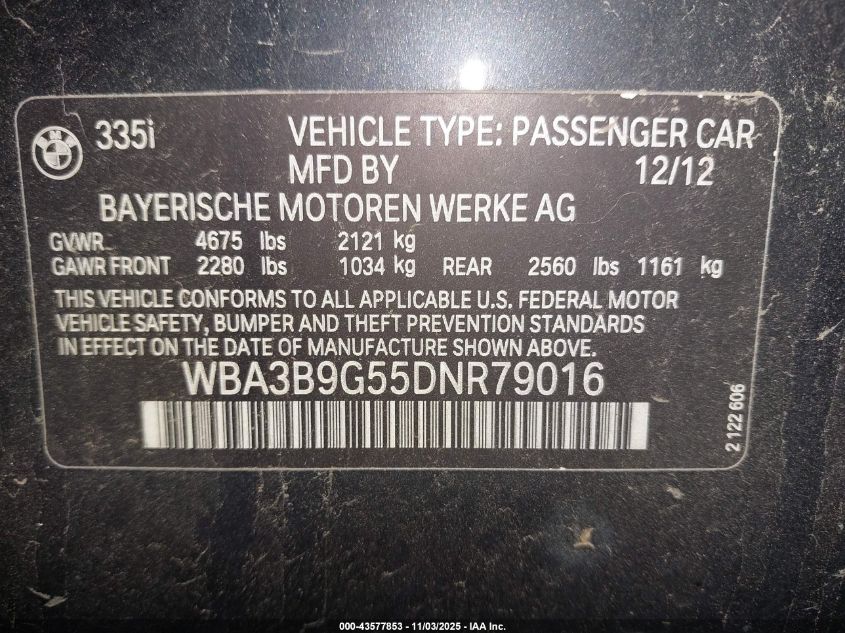 BMW
335i VEHICLE TYPE: PASSENGER CAR
MFD BY 12/12
BAYERISCHE MOTOREN WERKE AG
GVWR 4675 lbs 2121 kg
GAWR FRONT 2280 lbs 1034 kg REAR 2560 lbs 1161 kg
THIS VEHICLE CONFORMS TO ALL APPLICABLE U.S. FEDERAL MOTOR
VEHICLE SAFETY, BUMPER AND THEFT PREVENTION STANDARDS
IN EFFECT ON THE DATE OF MANUFACTURE SHOWN ABOVE.
WBA3B9G55DNR79016
2 122 606
000-43577853 - 11/03/2025 - IAA Inc.